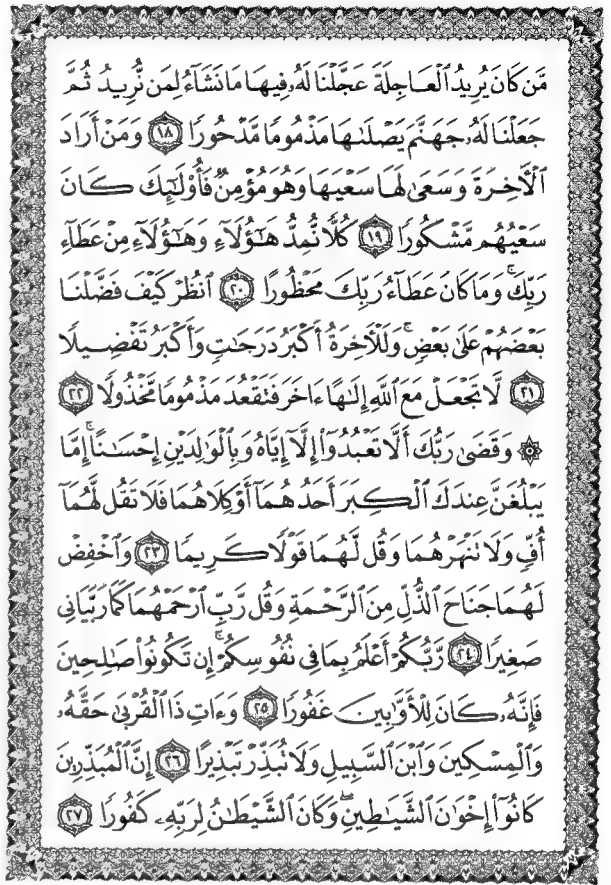 مَّن كَانَ يُرِيدُ ٱلْعَاجِلَةَ عَجَّلْنَا لَهُۥ فِيهَا مَا نَشَآءُ لِمَن نُّرِيدُ ثُمَّ
جَعَلْنَا لَهُۥ جَهَنَّمَ يَصْلَىٰهَا مَذْمُومًا مَّدْحُورًا ١٨ وَمَنْ أَرَادَ
ٱلْأَخِرَةَ وَسَعَىٰ لَهَا سَعْيَهَا وَهُوَ مُؤْمِنٌ فَأُو۟لَٰٓئِكَ كَانَ
سَعْيُهُم مَّشْكُورًا ١٩ كُلًّا نُّمِدُّ هَٰٓؤُلَآءِ وَهَٰٓؤُلَآءِ مِنْ عَطَآءِ
رَبِّكَ ۚ وَمَا كَانَ عَطَآءُ رَبِّكَ مَحْظُورًا ٢٠ ٱنظُرْ كَيْفَ فَضَّلْنَا
بَعْضَهُمْ عَلَىٰ بَعْضٍ ۚ وَلَلْأَخِرَةُ أَكْبَرُ دَرَجَٰتٍ وَأَكْبَرُ تَفْضِيلًا
٢١ لَّا تَجْعَلْ مَعَ ٱللَّهِ إِلَٰهًا ءَاخَرَ فَتَقْعُدَ مَذْمُومًا مَّخْذُولًا ٢٢
۞ وَقَضَىٰ رَبُّكَ أَلَّا تَعْبُدُوٓا۟ إِلَّآ إِيَّاهُ وَبِٱلْوَٰلِدَيْنِ إِحْسَٰنًا ۚ إِمَّا
يَبْلُغَنَّ عِندَكَ ٱلْكِبَرَ أَحَدُهُمَآ أَوْ كِلَاهُمَا فَلَا تَقُل لَّهُمَآ
أُفٍّ وَلَا تَنْهَرْهُمَا وَقُل لَّهُمَا قَوْلًا كَرِيمًا ٢٣ وَٱخْفِضْ
لَهُمَا جَنَاحَ ٱلذُّلِّ مِنَ ٱلرَّحْمَةِ وَقُل رَّبِّ ٱرْحَمْهُمَا كَمَا رَبَّيَانِى
صَغِيرًا ٢٤ رَّبُّكُمْ أَعْلَمُ بِمَا فِى نُفُوسِكُمْ ۚ إِن تَكُونُوا۟ صَٰلِحِينَ
فَإِنَّهُۥ كَانَ لِلْأَوَّٰبِينَ غَفُورًا ٢٥ وَءَاتِ ذَا ٱلْقُرْبَىٰ حَقَّهُۥ
وَٱلْمِسْكِينَ وَٱبْنَ ٱلسَّبِيلِ وَلَا تُبَذِّرْ تَبْذِيرًا ٢٦ إِنَّ ٱلْمُبَذِّرِينَ
كَانُوٓا۟ إِخْوَٰنَ ٱلشَّيَٰطِينِ ۖ وَكَانَ ٱلشَّيْطَٰنُ لِرَبِّهِۦ كَفُورًا ٢٧